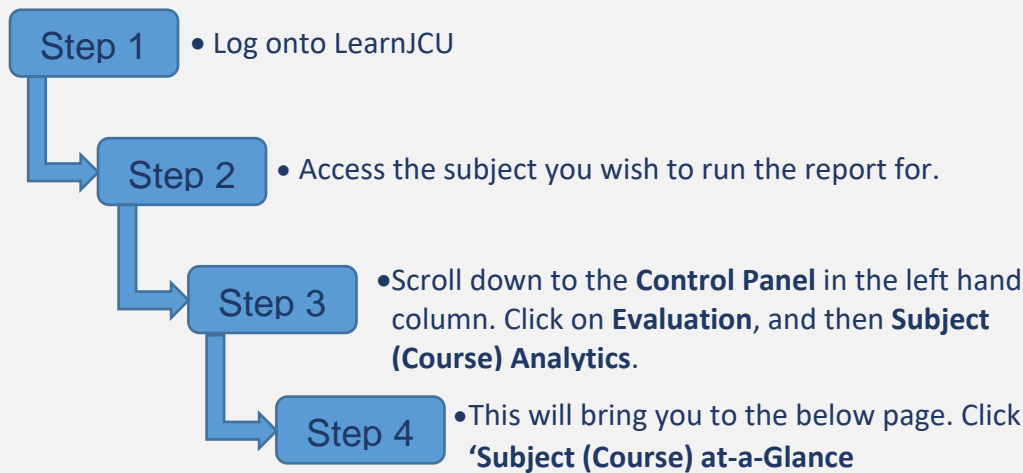 Step 1
• Log onto LearnJCU
Step 2
• Access the subject you wish to run the report for.
Step 3
•Scroll down to the Control Panel in the left hand
column. Click on Evaluation, and then Subject
(Course) Analytics.
Step 4
•This will bring you to the below page. Click
‘Subject (Course) at-a-Glance